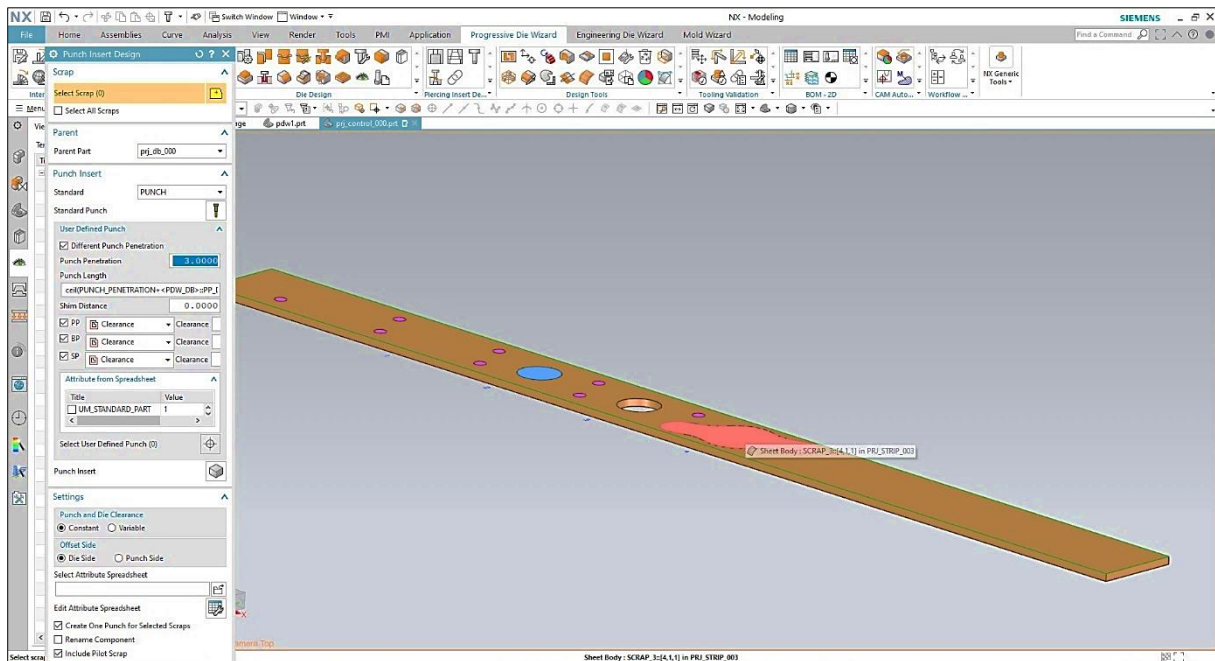 NX
Switch Window
Window
NX - Modeling
SIEMENS
File
Home
Assemblies
Curve
Analysis
View
Render
Tools
PMI
Application
Progressive Die Wizard
Engineering Die Wizard
Mold Wizard
Find a Command
Punch Insert Design
NX Generic
Tools
Die Design
Piercing Insert De...
Design Tools
Tooling Validation
BOM - 2D
CAM Auto...
Workflow ...
pdw1.prt
prj_control_000.prt
Scrap
Select Scrap (0)
Select All Scraps
Parent
Parent Part
prj_db_000
Punch Insert
Standard
PUNCH
Standard Punch
User Defined Punch
Different Punch Penetration
Punch Penetration
3.0000
Punch Length
ceil(PUNCH_PENETRATION+<PDW_DB>::PP_
Shim Distance
0.0000
PP
Clearance
Clearance
BP
Clearance
Clearance
SP
Clearance
Clearance
Attribute from Spreadsheet
Title
Value
UM_STANDARD_PART
1
Select User Defined Punch (0)
Punch Insert
Settings
Punch and Die Clearance
Constant
Variable
Offset Side
Die Side
Punch Side
Select Attribute Spreadsheet
Edit Attribute Spreadsheet
Create One Punch for Selected Scraps
Rename Component
Include Pilot Scrap
Sheet Body : SCRAP_3::[4,1,1] in PRJ_STRIP_003
X
amera Top
Select scrap
Sheet Body : SCRAP_3::[4,1,1] in PRJ_STRIP_003